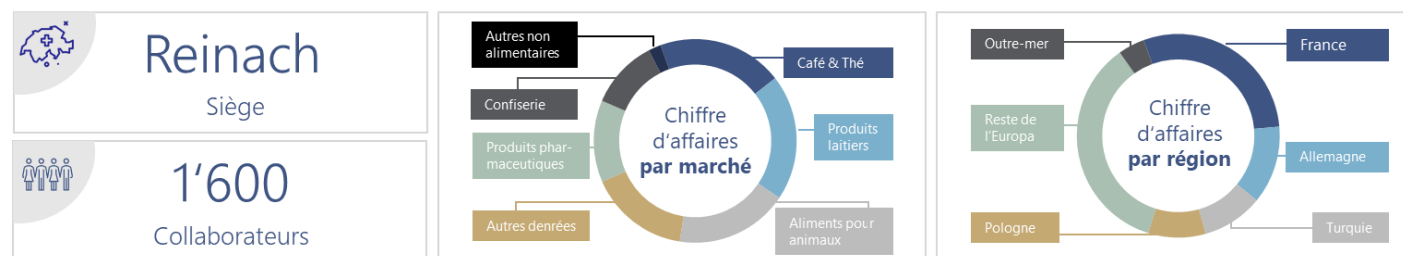 Reinach
Siège
1‘600
Collaborateurs
Autres non
alimentaires
Café & Thé
Confiserie
Chiffre
d‘affaires
par marché
Produits
laitiers
Produits phar-
maceutiques
Autres denrées
Aliments pour
animaux
Outre-mer
France
Reste de
l‘Europa
Chiffre
d‘affaires
par région
Allemagne
Pologne
Turquie